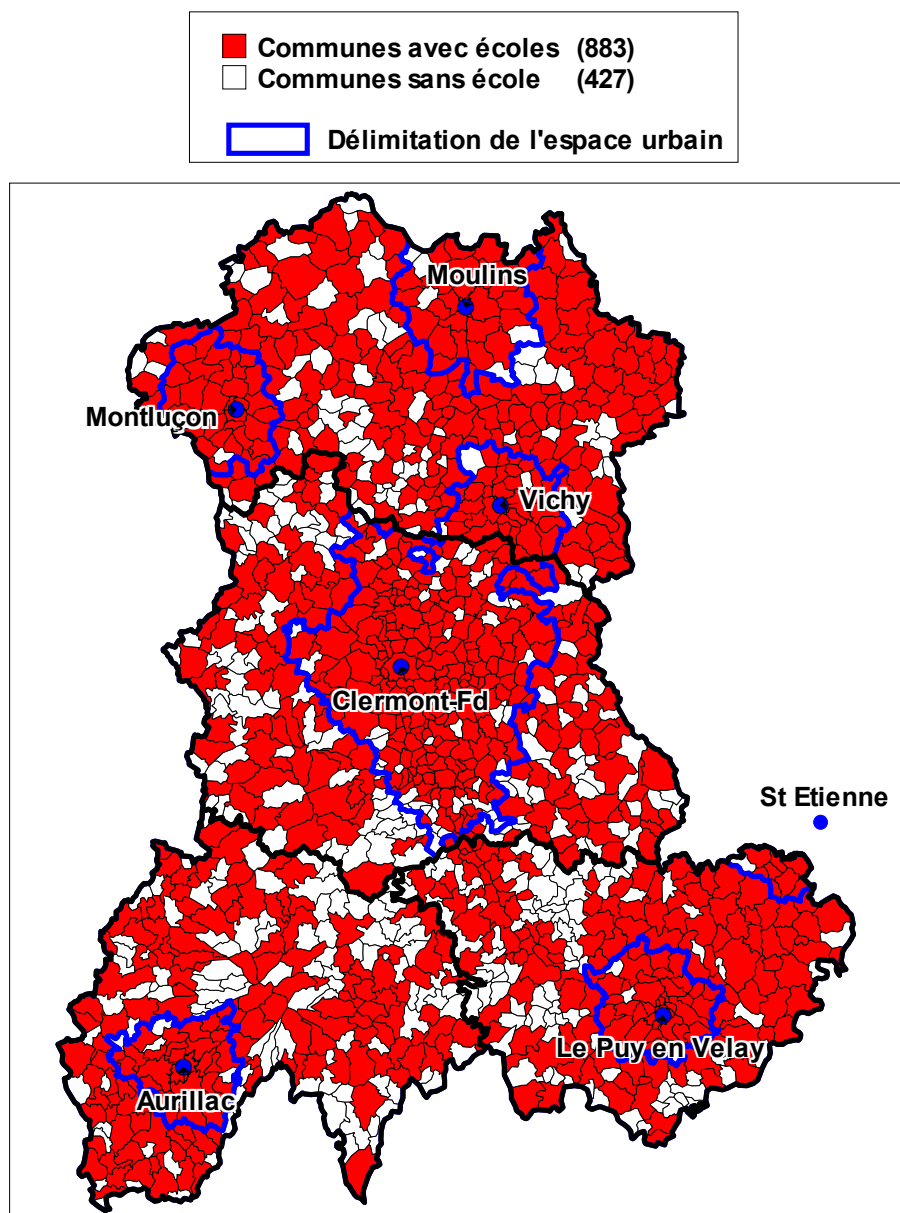 Communes avec écoles (883)
Communes sans école (427)
Délimitation de l'espace urbain
Moulins
Montluçon
Vichy
Clermont-Fd
St Etienne
Le Puy en Velay
Aurillac